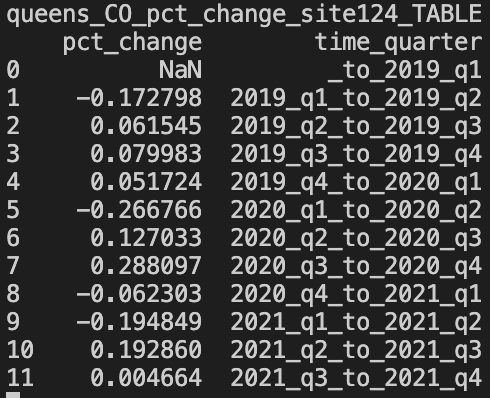 queens_CO_pct_change_site124_TABLE
pct_change time_quarter
0 NaN _to_2019_q1
1 -0.172798 2019_q1_to_2019_q2
2 0.061545 2019_q2_to_2019_q3
3 0.079983 2019_q3_to_2019_q4
4 0.051724 2019_q4_to_2020_q1
5 -0.266766 2020_q1_to_2020_q2
6 0.127033 2020_q2_to_2020_q3
7 0.288097 2020_q3_to_2020_q4
8 -0.062303 2020_q4_to_2021_q1
9 -0.194849 2021_q1_to_2021_q2
10 0.192860 2021_q2_to_2021_q3
11 0.004664 2021_q3_to_2021_q4